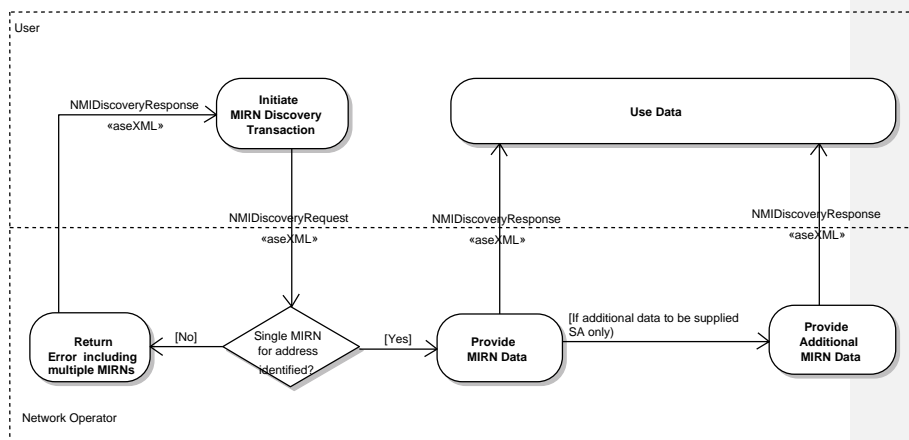 User
Initiate
MIRN Discovery
Transaction
Use Data
NMIDiscoveryResponse
«aseXML»
NMIDiscoveryRequest
«aseXML»
NMIDiscoveryResponse
«aseXML»
NMIDiscoveryResponse
«aseXML»
Return
Error including
multiple MIRNs
[No]
Single MIRN
for address
identified?
[Yes]
Provide
MIRN Data
[If additional data to be supplied
SA only)
Provide
Additional
MIRN Data
Network Operator